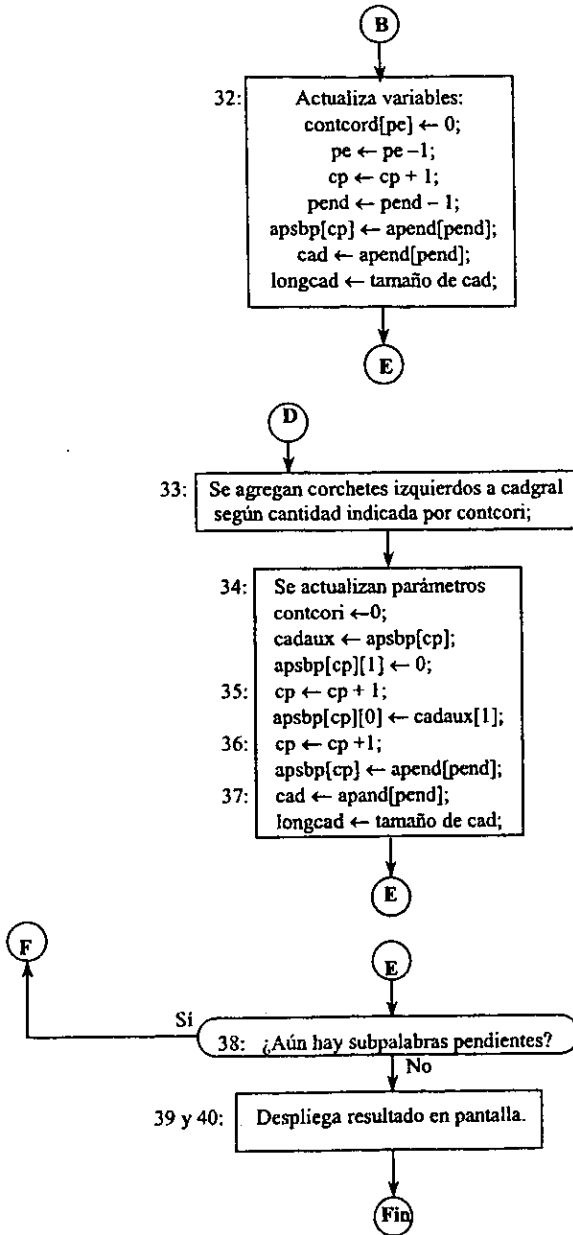 B
32: Actualiza variables:
contcord[pe] ← 0;
pe ← pe –1;
cp ← cp + 1;
pend ← pend – 1;
apsbp[cp] ← apend[pend];
cad ← apend[pend];
longcad ← tamaño de cad;
E
D
33: Se agregan corchetes izquierdos a cadgral
según cantidad indicada por contcori;
34: Se actualizan parámetros
contcori ←0;
cadaux ← apsbp[cp];
apsbp[cp][1] ← 0;
35: cp ← cp + 1;
apsbp[cp][0] ← cadaux[1];
36: cp ← cp +1;
apsbp[cp] ← apend[pend];
37: cad ← apand[pend];
longcad ← tamaño de cad;
E
F
E
Sí
38: ¿Aún hay subpalabras pendientes?
No
39 y 40: Despliega resultado en pantalla.
Fin